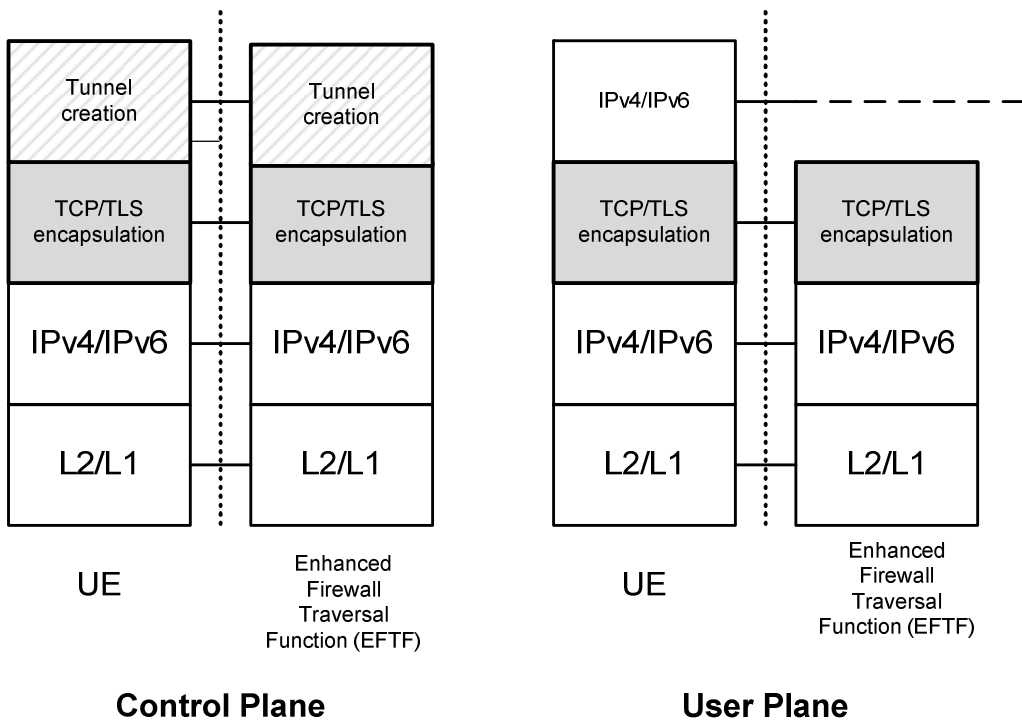 Tunnel
creation
TCP/TLS
encapsulation
IPv4/IPv6
L2/L1
UE
Tunnel
creation
TCP/TLS
encapsulation
IPv4/IPv6
L2/L1
Enhanced
Firewall
Traversal
Function (EFTF)
Control Plane
IPv4/IPv6
TCP/TLS
encapsulation
IPv4/IPv6
L2/L1
UE
TCP/TLS
encapsulation
IPv4/IPv6
L2/L1
Enhanced
Firewall
Traversal
Function (EFTF)
User Plane